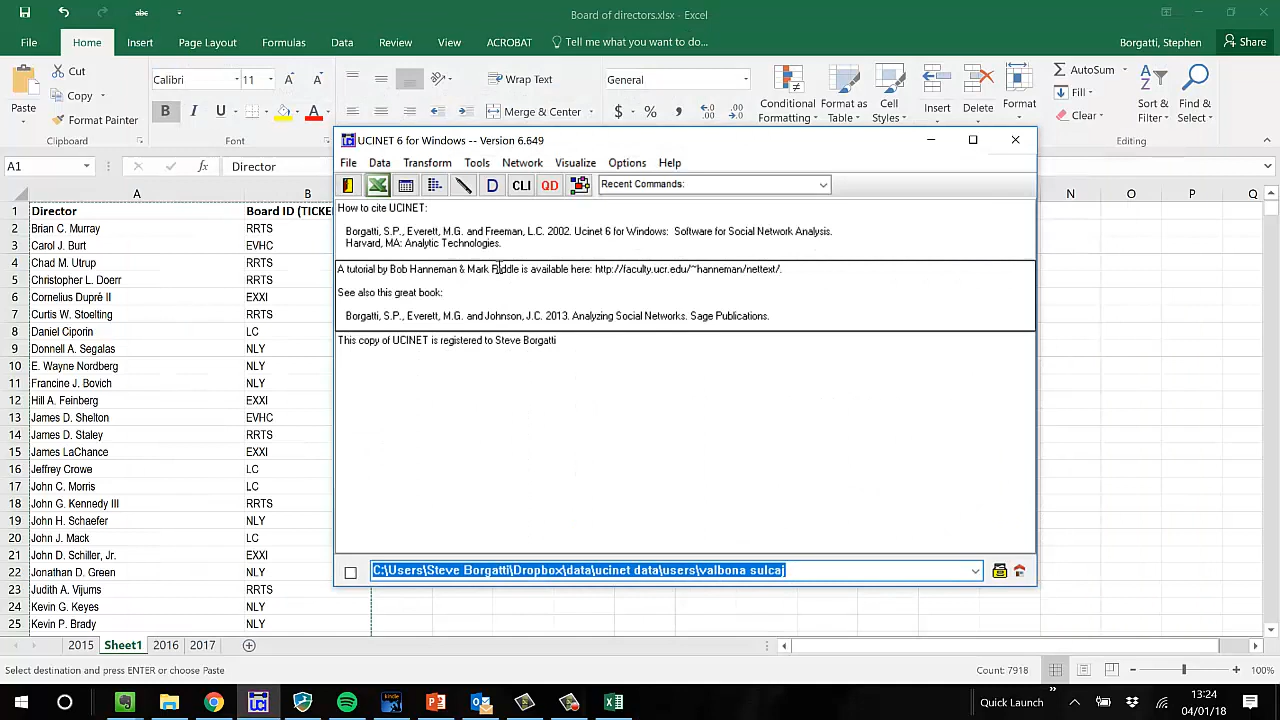 abc
Board of directors.xlsx - Excel
File Home Insert Page Layout Formulas Data Review View ACROBAT Tell me what you want to do... Borgatti, Stephen Share
Paste
Cut
Copy
Format Painter
Calibri 11 A A
B I U A
Wrap Text
Merge & Center
General
$ % ,
Conditional Formatting
Format as Table
Cell Styles
Insert
Delete
Format
AutoSum
Fill
Clear
Sort & Filter
Find & Select
Clipboard Font Editing
A1 fx Director
A B N O P Q
1 Director Board ID (TICKE
2 Brian C. Murray RRTS
3 Carol J. Burt EVHC
4 Chad M. Utrup RRTS
5 Christopher L. Doerr RRTS
6 Cornelius Dupré II EXXI
7 Curtis W. Stoelting RRTS
8 Daniel Ciporin LC
9 Donnell A. Segalas NLY
10 E. Wayne Nordberg NLY
11 Francine J. Bovich NLY
12 Hill A. Feinberg EXXI
13 James D. Shelton EVHC
14 James D. Staley RRTS
15 James LaChance EXXI
16 Jeffrey Crowe LC
17 John C. Morris LC
18 John G. Kennedy III RRTS
19 John H. Schaefer NLY
20 John J. Mack LC
21 John D. Schiller, Jr. EXXI
22 Jonathan D. Green NLY
23 Judith A. Vijums RRTS
24 Kevin G. Keyes NLY
25 Kevin P. Brady NLY
UCINET 6 for Windows -- Version 6.649
File Data Transform Tools Network Visualize Options Help
D CLI QD Recent Commands:
How to cite UCINET:
Borgatti, S.P., Everett, M.G. and Freeman, L.C. 2002. Ucinet 6 for Windows: Software for Social Network Analysis.
Harvard, MA: Analytic Technologies.
A tutorial by Bob Hanneman & Mark Riddle is available here: http://faculty.ucr.edu/~hanneman/nettext/.
See also this great book:
Borgatti, S.P., Everett, M.G. and Johnson, J.C. 2013. Analyzing Social Networks. Sage Publications.
This copy of UCINET is registered to Steve Borgatti
C:\Users\Steve Borgatti\Dropbox\data\ucinet data\users\valbona sulcaj
2015 Sheet1 2016 2017
Select destination and press ENTER or choose Paste Count: 7918 100%
UCI kindle Quick Launch 13:24
04/01/18